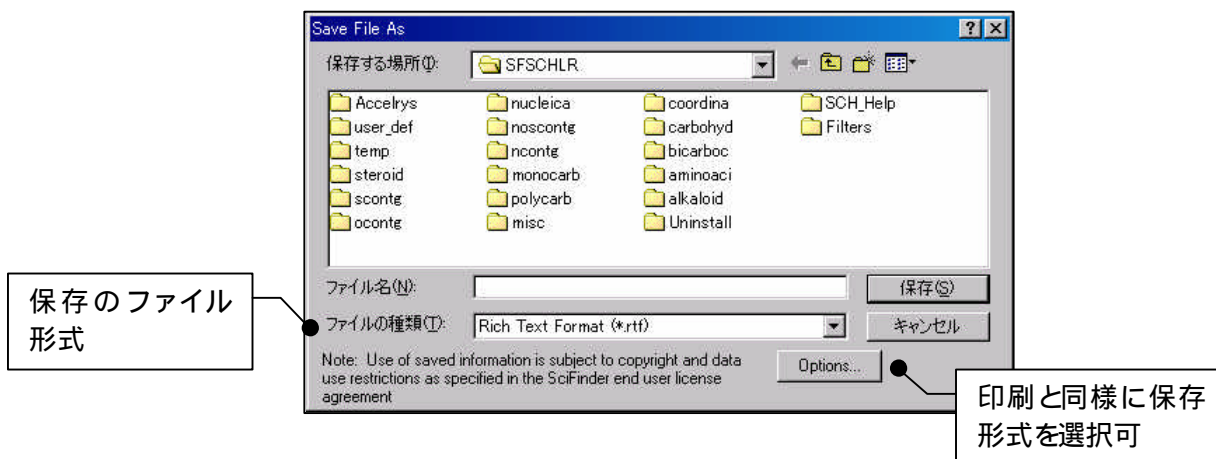 Save File As
保存する場所(I):
SFSCHLR
Accelrys
nucleica
coordina
SCH_Help
user_def
noscontg
carbohyd
Filters
temp
ncontg
bicarboc
steroid
monocarb
aminoaci
scontg
polycarb
alkaloid
ocontg
misc
Uninstall
ファイル名(N):
保存(S)
ファイルの種類(T):
Rich Text Format (*.rtf)
キャンセル
Note: Use of saved information is subject to copyright and data
use restrictions as specified in the SciFinder end user license
agreement
Options...
保存のファイル
形式
印刷と同様に保存
形式を選択可